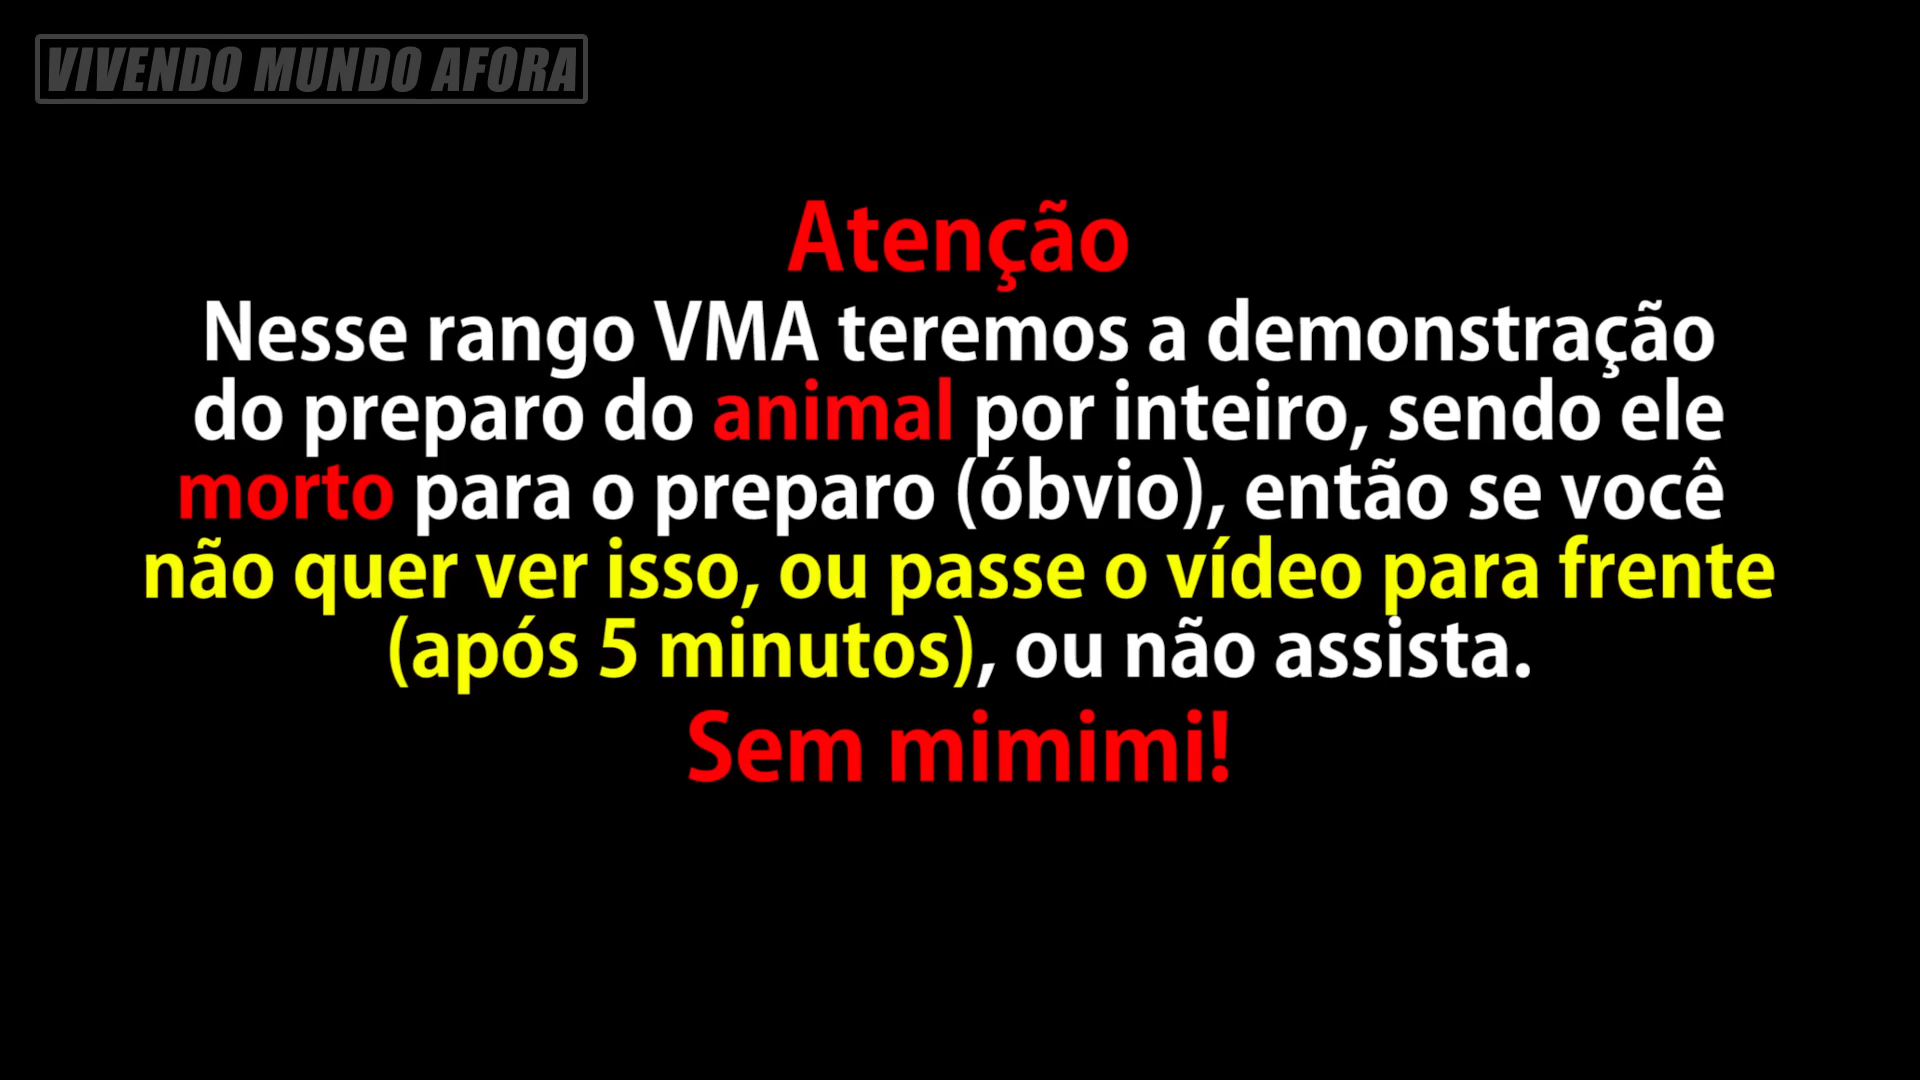 VIVENDO MUNDO AFORA
Atenção
Nesse rango VMA teremos a demonstração
do preparo do animal por inteiro, sendo ele
morto para o preparo (óbvio), então se você
não quer ver isso, ou passe o vídeo para frente
(após 5 minutos), ou não assista.
Sem mimimi!